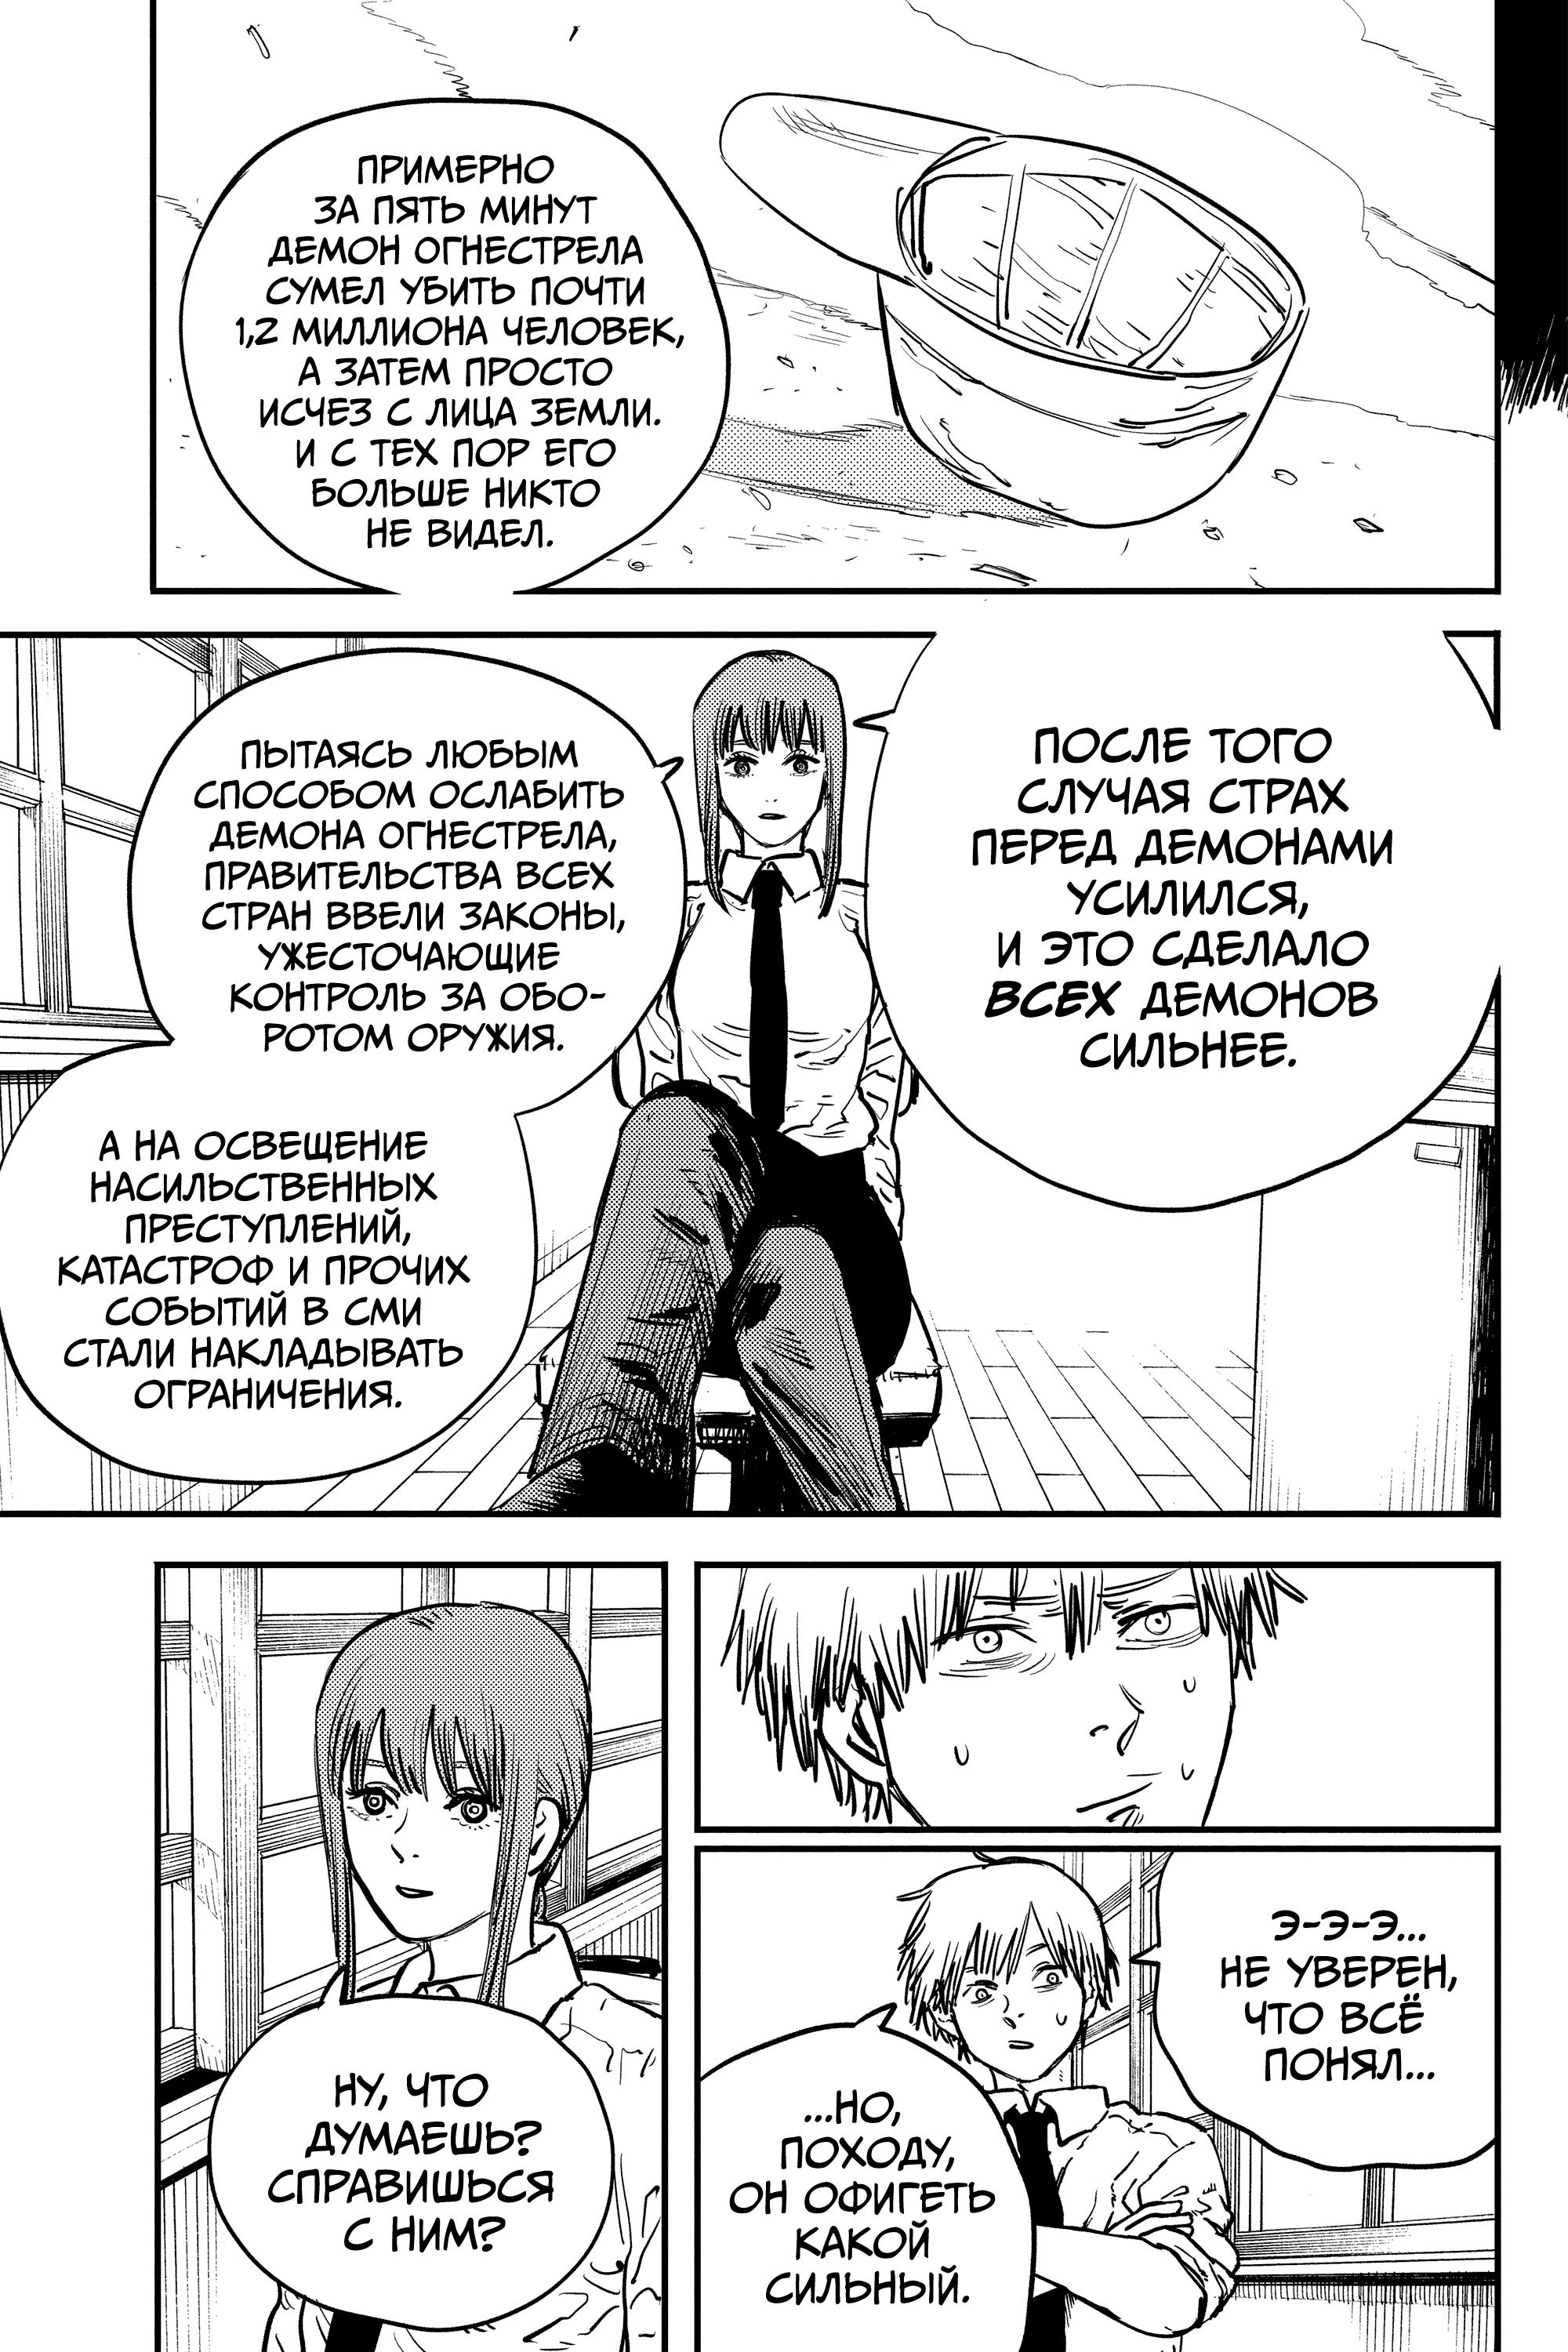 ПРИМЕРНО
ЗА ПЯТЬ МИНУТ
ДЕМОН ОГНЕСТРЕЛА
СУМЕЛ УБИТЬ ПОЧТИ
1,2 МИЛЛИОНА ЧЕЛОВЕК,
А ЗАТЕМ ПРОСТО
ИСЧЕЗ С ЛИЦА ЗЕМЛИ.
И С ТЕХ ПОР ЕГО
БОЛЬШЕ НИКТО
НЕ ВИДЕЛ.
ПОСЛЕ ТОГО
СЛУЧАЯ СТРАХ
ПЕРЕД ДЕМОНАМИ
УСИЛИЛСЯ,
И ЭТО СДЕЛАЛО
ВСЕХ ДЕМОНОВ
СИЛЬНЕЕ.
ПЫТАЯСЬ ЛЮБЫМ
СПОСОБОМ ОСЛАБИТЬ
ДЕМОНА ОГНЕСТРЕЛА,
ПРАВИТЕЛЬСТВА ВСЕХ
СТРАН ВВЕЛИ ЗАКОНЫ,
УЖЕСТОЧАЮЩИЕ
КОНТРОЛЬ ЗА ОБО-
РОТОМ ОРУЖИЯ.
А НА ОСВЕЩЕНИЕ
НАСИЛЬСТВЕННЫХ
ПРЕСТУПЛЕНИЙ,
КАТАСТРОФ И ПРОЧИХ
СОБЫТИЙ В СМИ
СТАЛИ НАКЛАДЫВАТЬ
ОГРАНИЧЕНИЯ.
Э-Э-Э...
НЕ УВЕРЕН,
ЧТО ВСЁ
ПОНЯЛ...
...НО,
ПОХОДУ,
ОН ОФИГЕТЬ
КАКОЙ
СИЛЬНЫЙ.
НУ, ЧТО
ДУМАЕШЬ?
СПРАВИШЬСЯ
С НИМ?